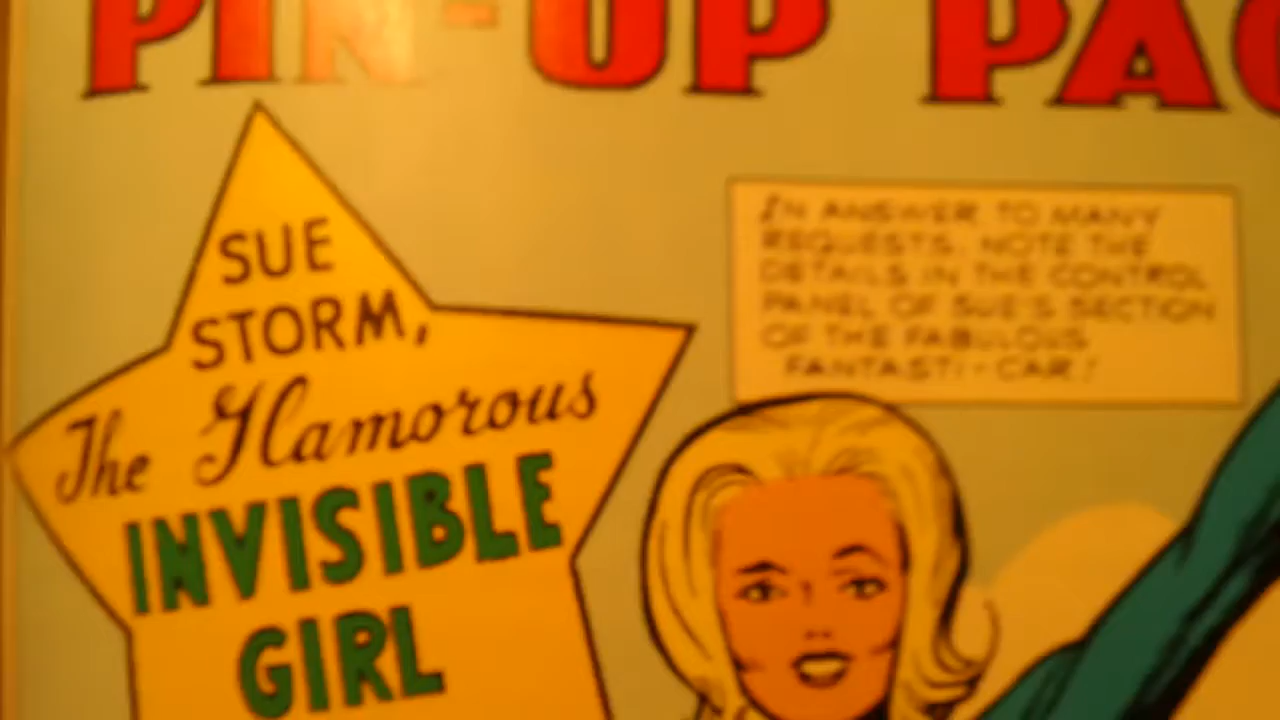 PIN-UP PAG
SUE
STORM,
The Glamorous
INVISIBLE
GIRL
IN ANSWER TO MANY
REQUESTS, NOTE THE
DETAILS IN THE CONTROL
PANEL OF SUE'S SECTION
OF THE FABULOUS
FANTASTI-CAR!